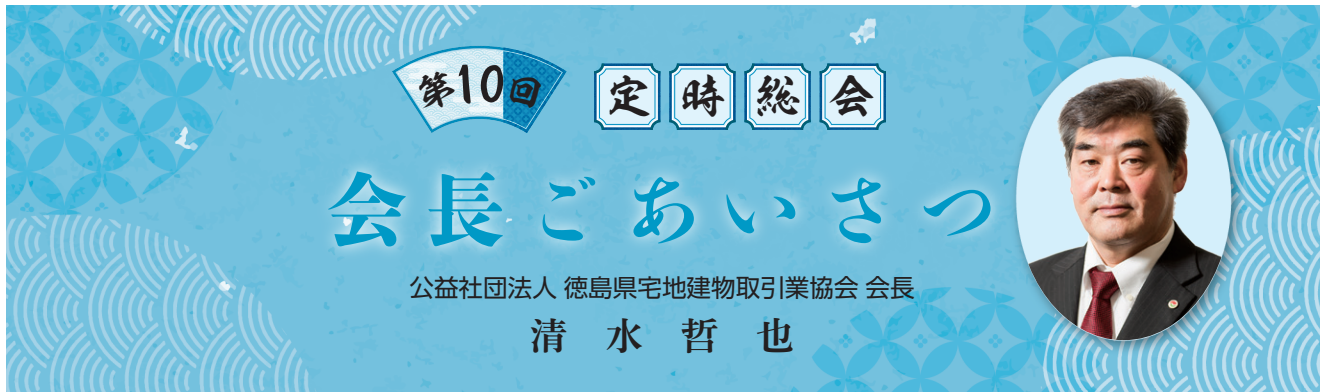 第10回 定時総会
会長ごあいさつ
公益社団法人 徳島県宅地建物取引業協会 会長
清水哲也